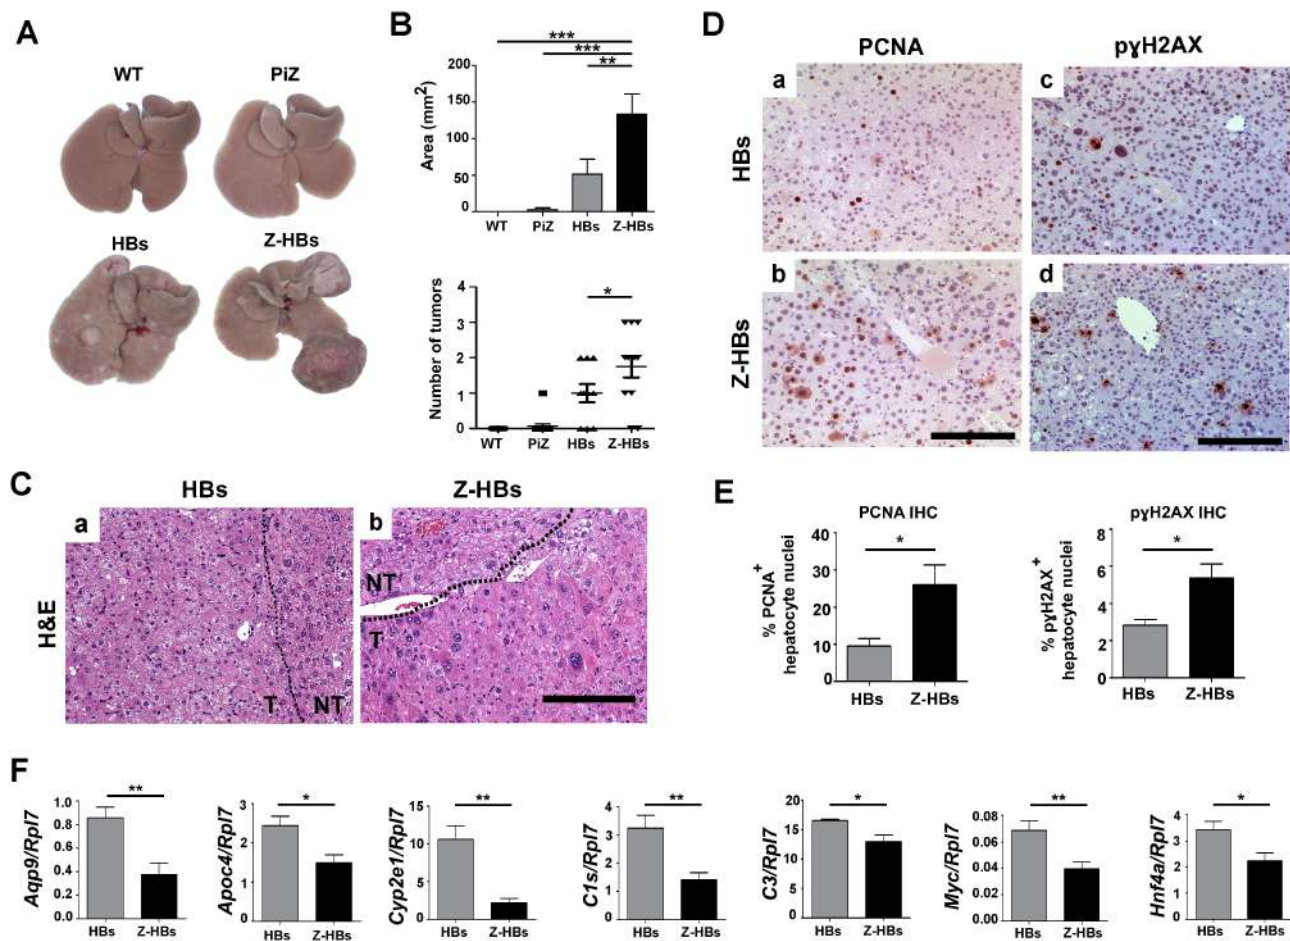 A
WT
PiZ
HBs
Z-HBs
B
***
***
**
200
150
100
50
0
Area (mm²)
WT PiZ HBs Z-HBs
*
4
3
2
1
0
Number of tumors
WT PiZ HBs Z-HBs
C
HBs
Z-HBs
H&E
a
T
NT
b
NT
T
D
PCNA
pɣH2AX
HBs
Z-HBs
a
c
b
d
E
PCNA IHC
*
40
30
20
10
0
% PCNA⁺
hepatocyte nuclei
HBs Z-HBs
pɣH2AX IHC
*
8
6
4
2
0
% pɣH2AX⁺
hepatocyte nuclei
HBs Z-HBs
F
**
1.0
0.8
0.6
0.4
0.2
0.0
Aqp9/Rpl7
HBs Z-HBs
*
3
2
1
0
Apoc4/Rpl7
HBs Z-HBs
**
15
10
5
0
Cyp2e1/Rpl7
HBs Z-HBs
**
4
3
2
1
0
C1s/Rpl7
HBs Z-HBs
*
20
15
10
5
0
C3/Rpl7
HBs Z-HBs
**
0.08
0.06
0.04
0.02
0.00
Myc/Rpl7
HBs Z-HBs
*
4
3
2
1
0
Hnf4a/Rpl7
HBs Z-HBs